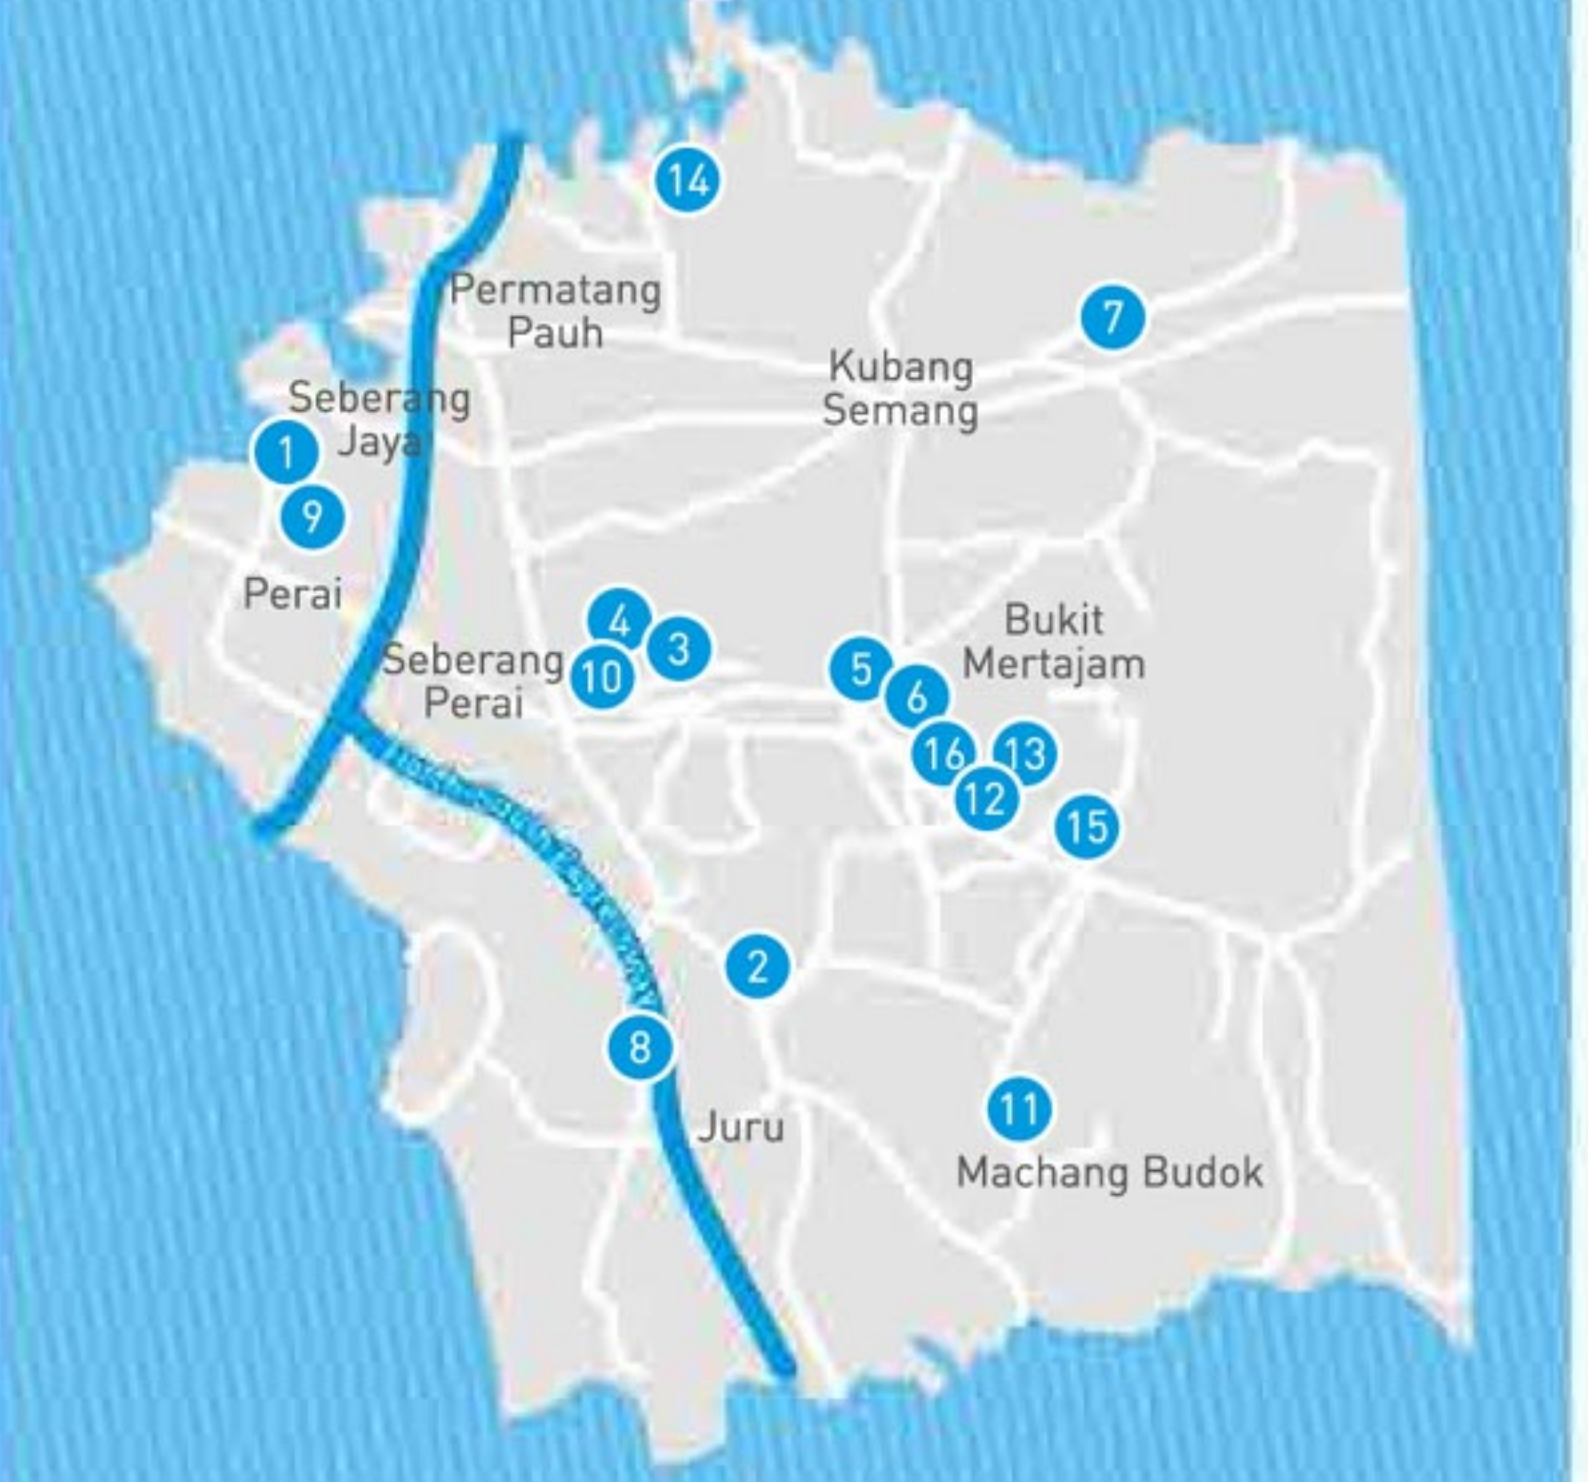 14
Permatang
Pauh
7
Kubang
Semang
Seberang
Jaya
1
9
Perai
4
3
10
Seberang
Perai
5
6
Bukit
Mertajam
16
13
12
15
2
8
Juru
11
Machang Budok